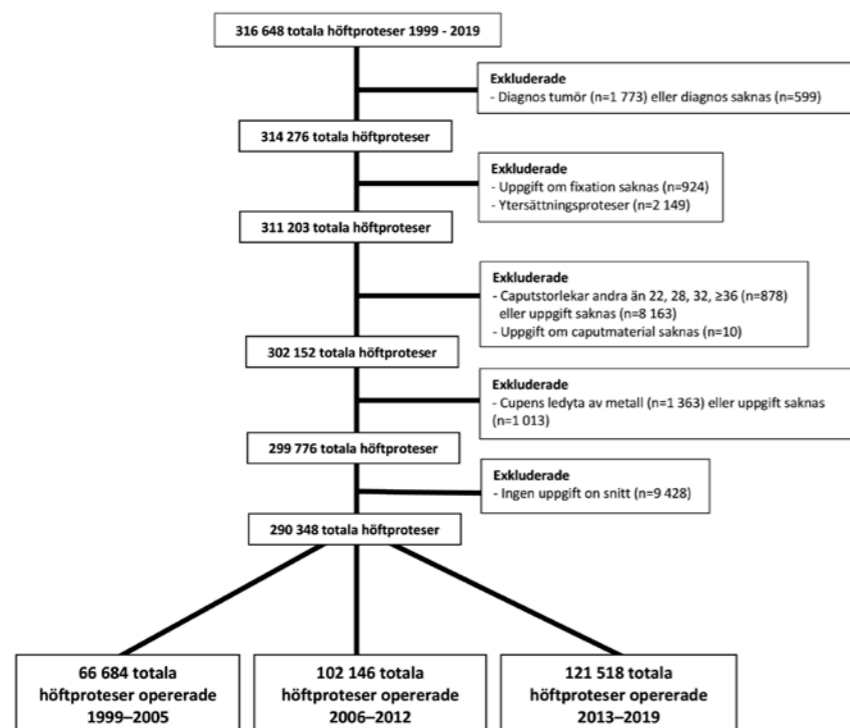 316 648 totala höftproteser 1999 - 2019
Exkluderade
- Diagnos tumör (n=1 773) eller diagnos saknas (n=599)
314 276 totala höftproteser
Exkluderade
- Uppgift om fixation saknas (n=924)
- Ytersättningsproteser (n=2 149)
311 203 totala höftproteser
Exkluderade
- Caputstorlekar andra än 22, 28, 32, ≥36 (n=878)
eller uppgift saknas (n=8 163)
- Uppgift om caputmaterial saknas (n=10)
302 152 totala höftproteser
Exkluderade
- Cupens ledyta av metall (n=1 363) eller uppgift saknas
(n=1 013)
299 776 totala höftproteser
Exkluderade
- Ingen uppgift on snitt (n=9 428)
290 348 totala höftproteser
66 684 totala
höftproteser opererade
1999–2005
102 146 totala
höftproteser opererade
2006–2012
121 518 totala
höftproteser opererade
2013–2019